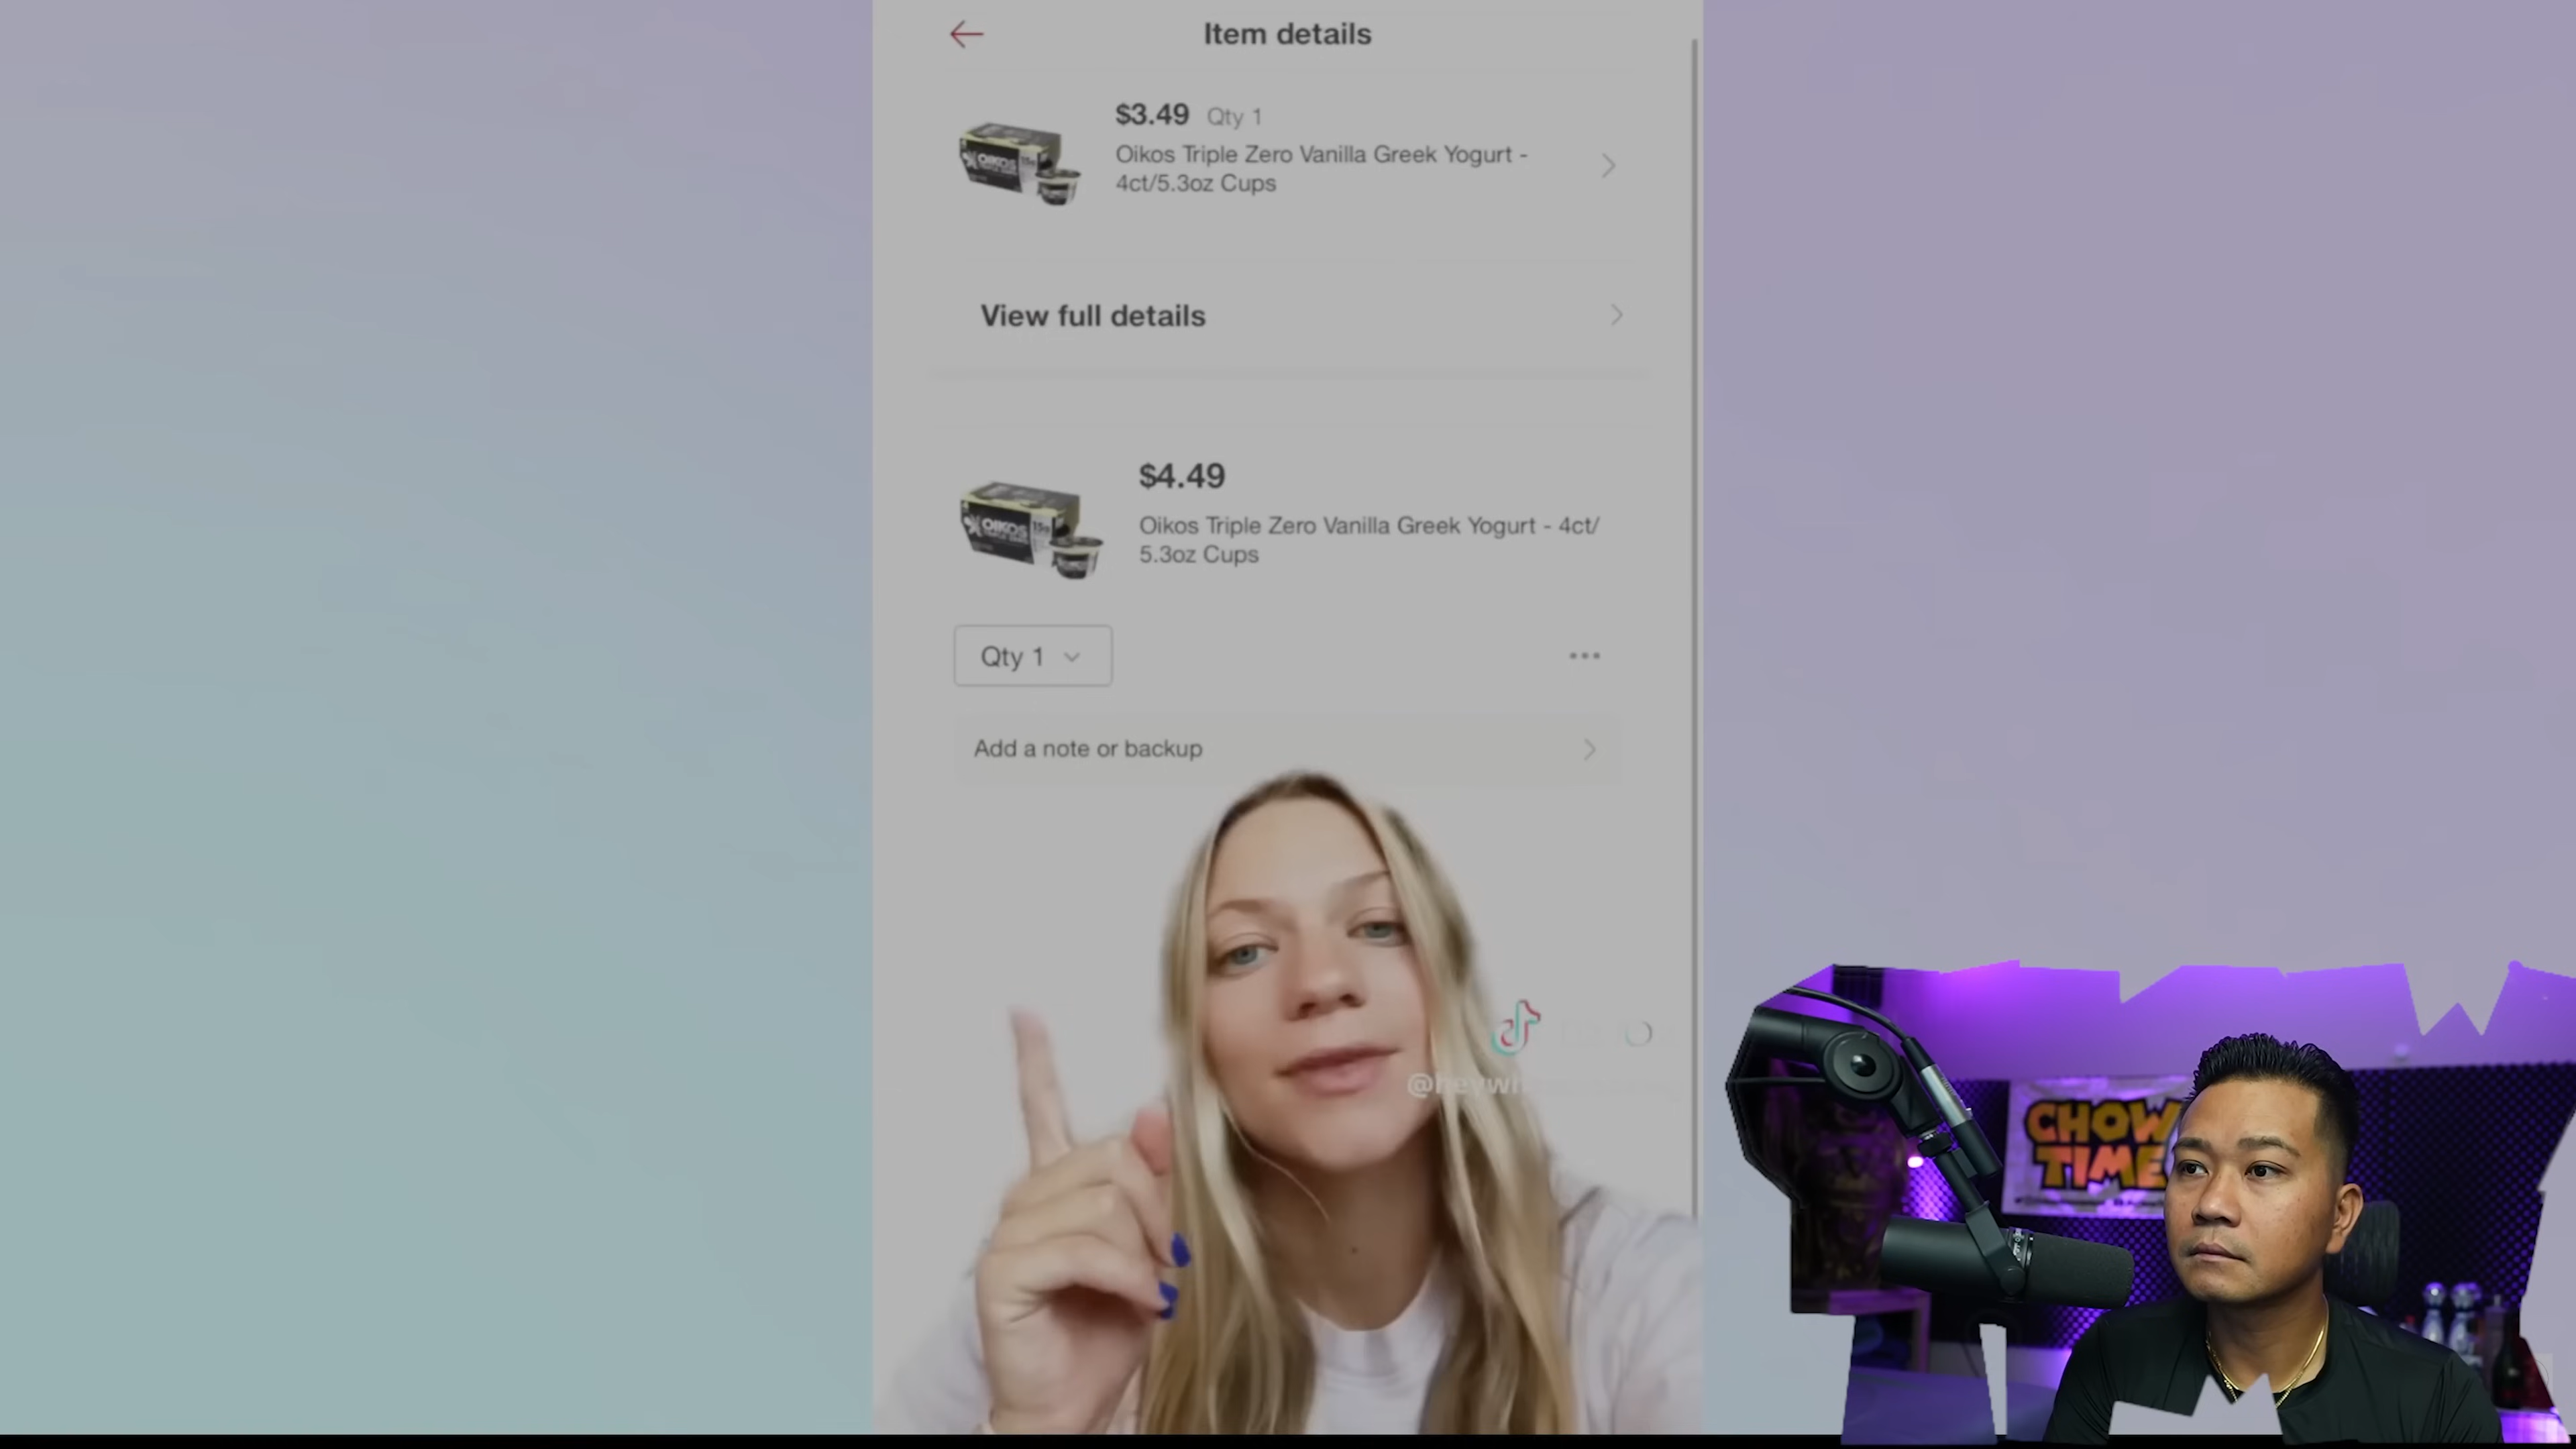 Item details
$3.49 Qty 1
Oikos Triple Zero Vanilla Greek Yogurt -
4ct/5.3oz Cups
OIKOS
View full details
$4.49
Oikos Triple Zero Vanilla Greek Yogurt - 4ct/
5.3oz Cups
OIKOS
Qty 1
Add a note or backup
CHOW
TIME